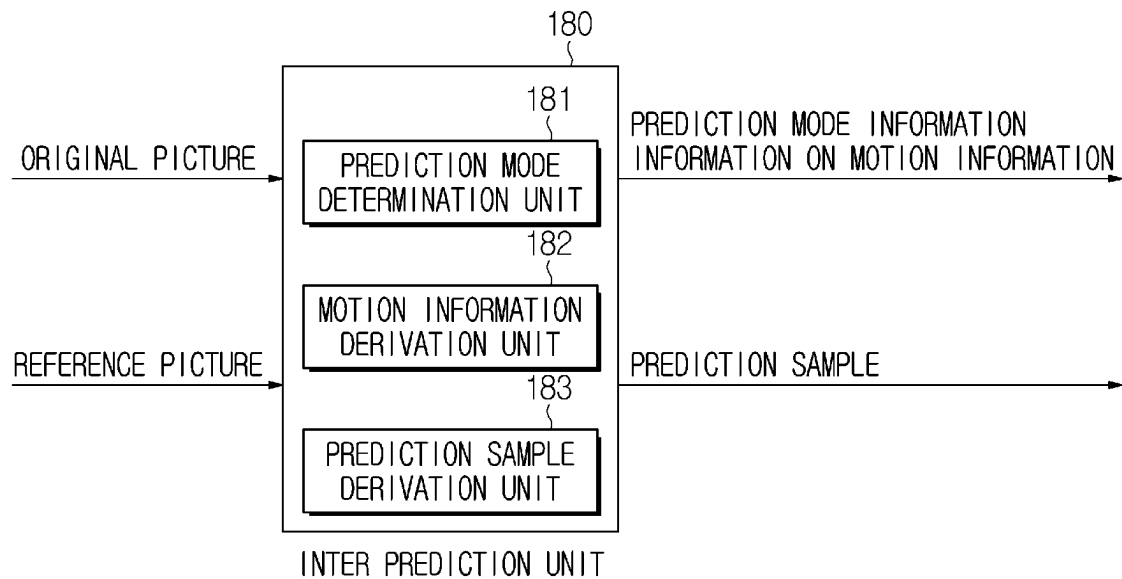 180
181
ORIGINAL PICTURE
PREDICTION MODE
DETERMINATION UNIT
PREDICTION MODE INFORMATION
INFORMATION ON MOTION INFORMATION
182
MOTION INFORMATION
DERIVATION UNIT
REFERENCE PICTURE
PREDICTION SAMPLE
183
PREDICTION SAMPLE
DERIVATION UNIT
INTER PREDICTION UNIT